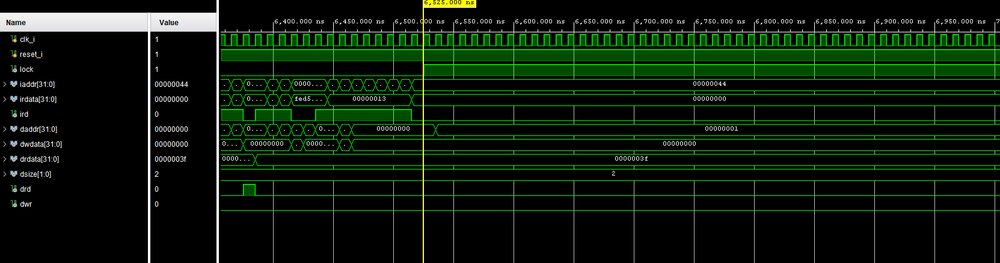 6,525.000 ns
Name Value
6,400.000 ns 6,450.000 ns 6,500.000 ns 6,550.000 ns 6,600.000 ns 6,650.000 ns 6,700.000 ns 6,750.000 ns 6,800.000 ns 6,850.000 ns 6,900.000 ns 6,950.000 ns 7
clk_i 1
reset_i 1
lock 1
iaddr[31:0] 00000044 . . 0... . . 0000... . . . . . . . 00000044
irdata[31:0] 00000000 . . 0... . . fed5... 00000013 00000000
ird 0
daddr[31:0] 00000000 . . 0... . . . . 0... . . 00000000 00000001
dwdata[31:0] 00000000 0... 00000000 . 0000... . . 00000000
drdata[31:0] 0000003f 0000... 0000003f
dsize[1:0] 2 2
drd 0
dwr 0